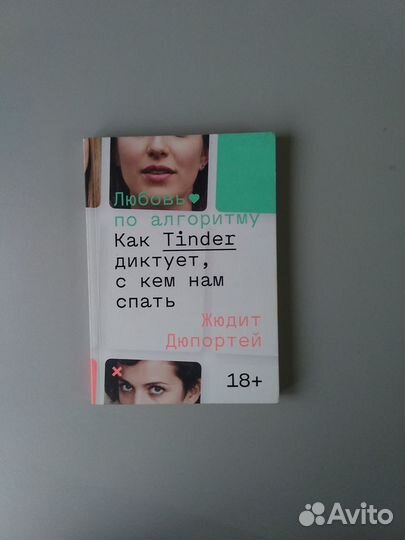 Любовь
по алгоритму
Как Tinder
диктует,
с кем нам
спать
Жюдит
Дюпортей
18+
Avito